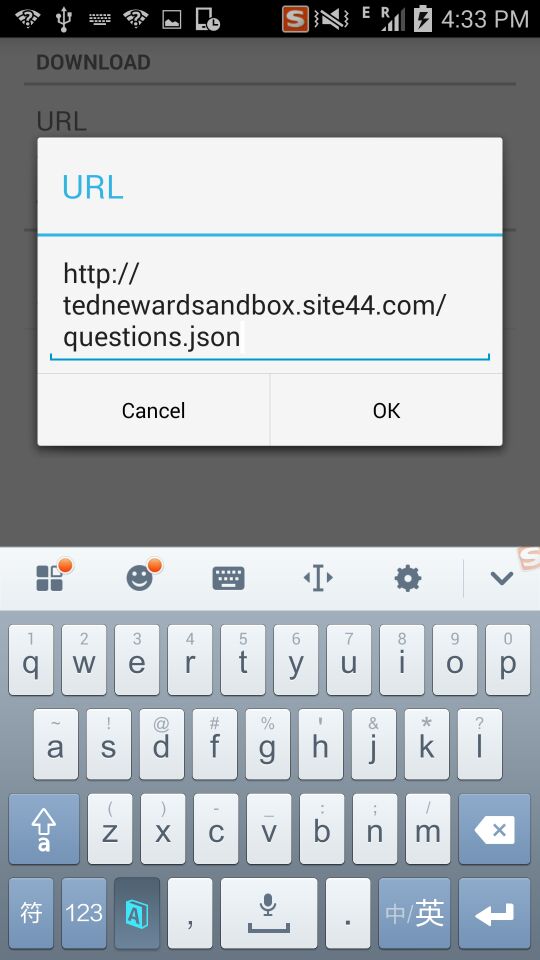 S
E
R
4:33 PM
DOWNLOAD
URL
URL
http://
tednewardsandbox.site44.com/
questions.json
Cancel
OK
S
1 2 3 4 5 6 7 8 9 0
q w e r t y u i o p
~ ! @ # % ' & * ?
a s d f g h j k l
( ) - _ : ; /
a z x c v b n m
符 123 A , . 中/英